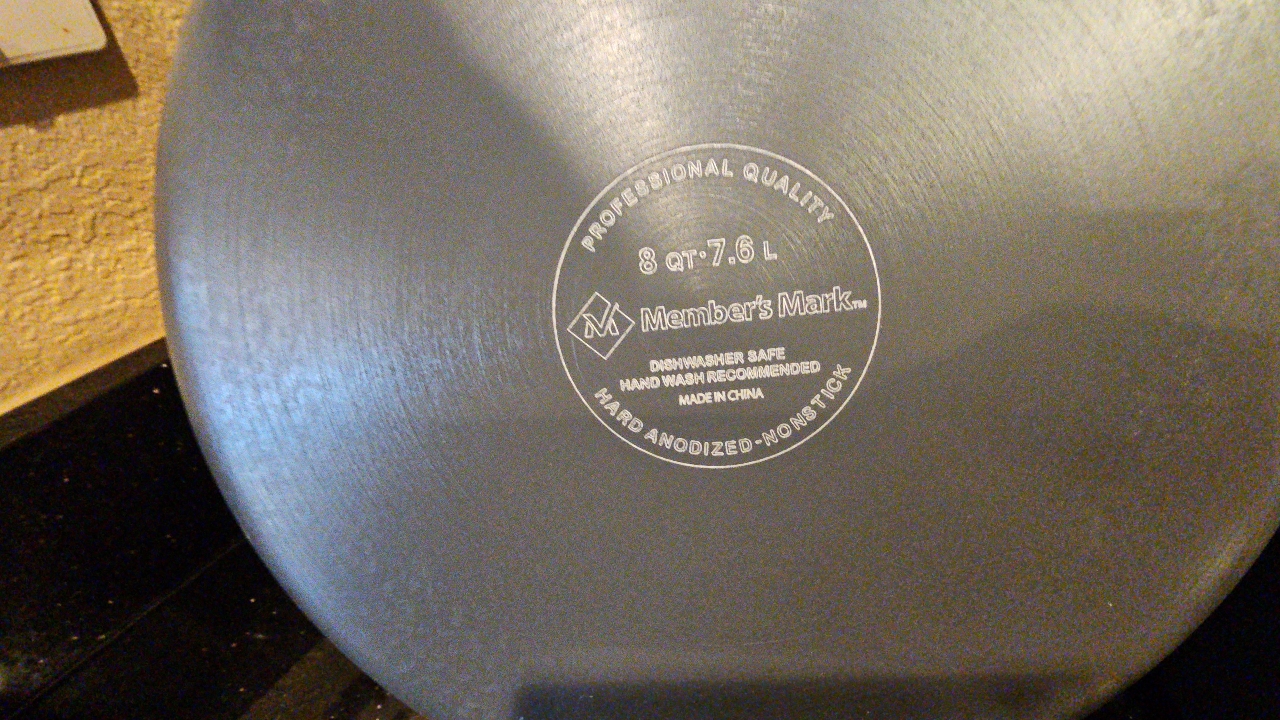 PROFESSIONAL QUALITY
8 QT·7.6 L
M Member's Mark™
DISHWASHER SAFE
HAND WASH RECOMMENDED
MADE IN CHINA
HARD ANODIZED-NONSTICK